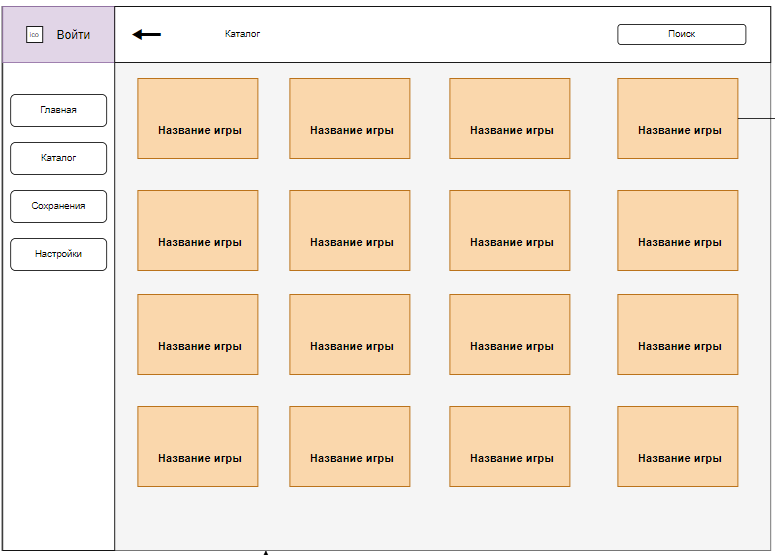 ico Войти
Каталог
Поиск
Главная
Каталог
Сохранения
Настройки
Название игры Название игры Название игры Название игры
Название игры Название игры Название игры Название игры
Название игры Название игры Название игры Название игры
Название игры Название игры Название игры Название игры